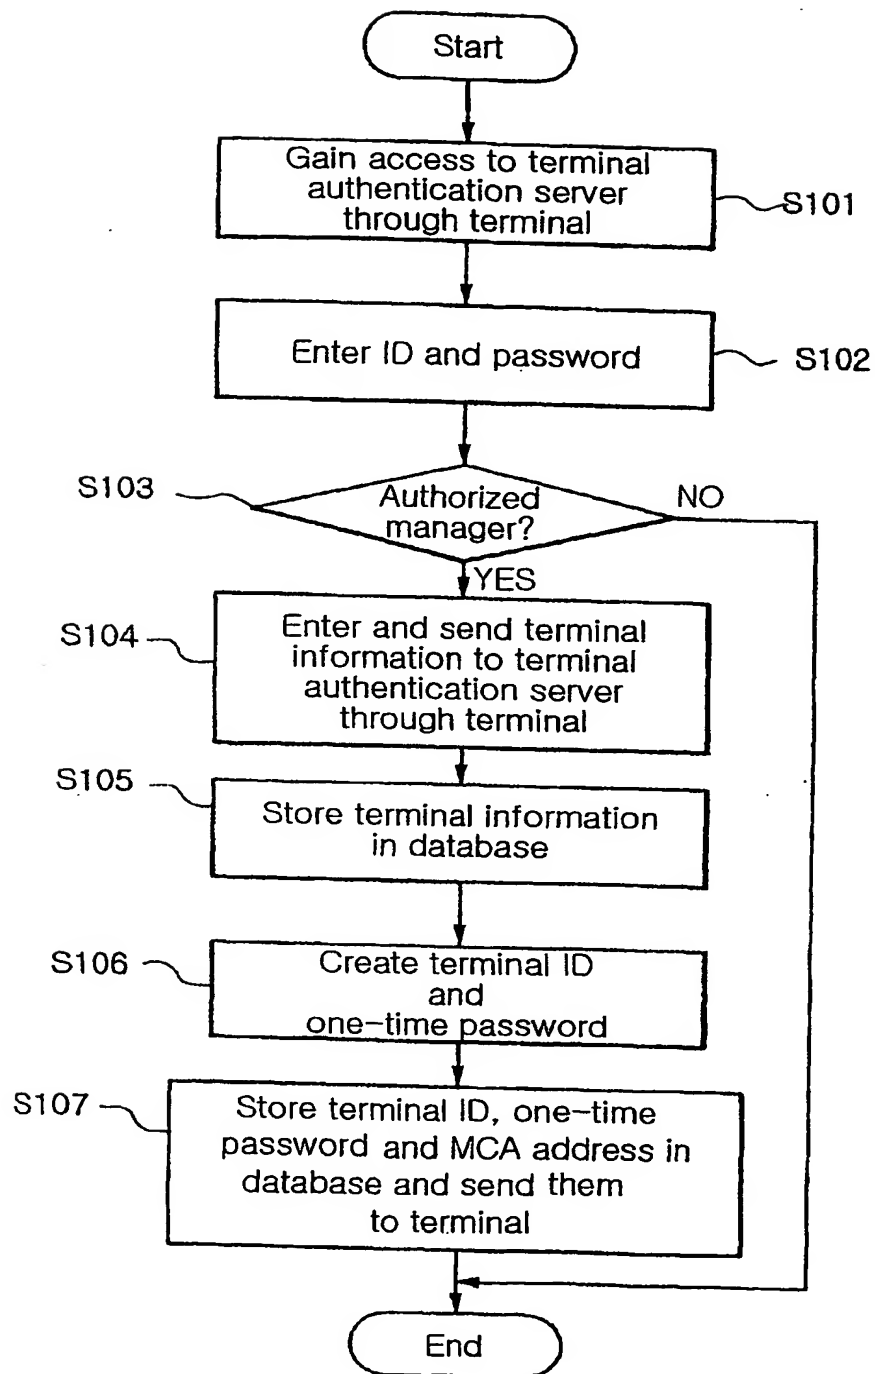 Start
Gain access to terminal
authentication server
through terminal
S101
Enter ID and password
S102
S103
Authorized
manager?
NO
YES
S104
Enter and send terminal
information to terminal
authentication server
through terminal
S105
Store terminal information
in database
S106
Create terminal ID
and
one-time password
S107
Store terminal ID, one-time
password and MCA address in
database and send them
to terminal
End